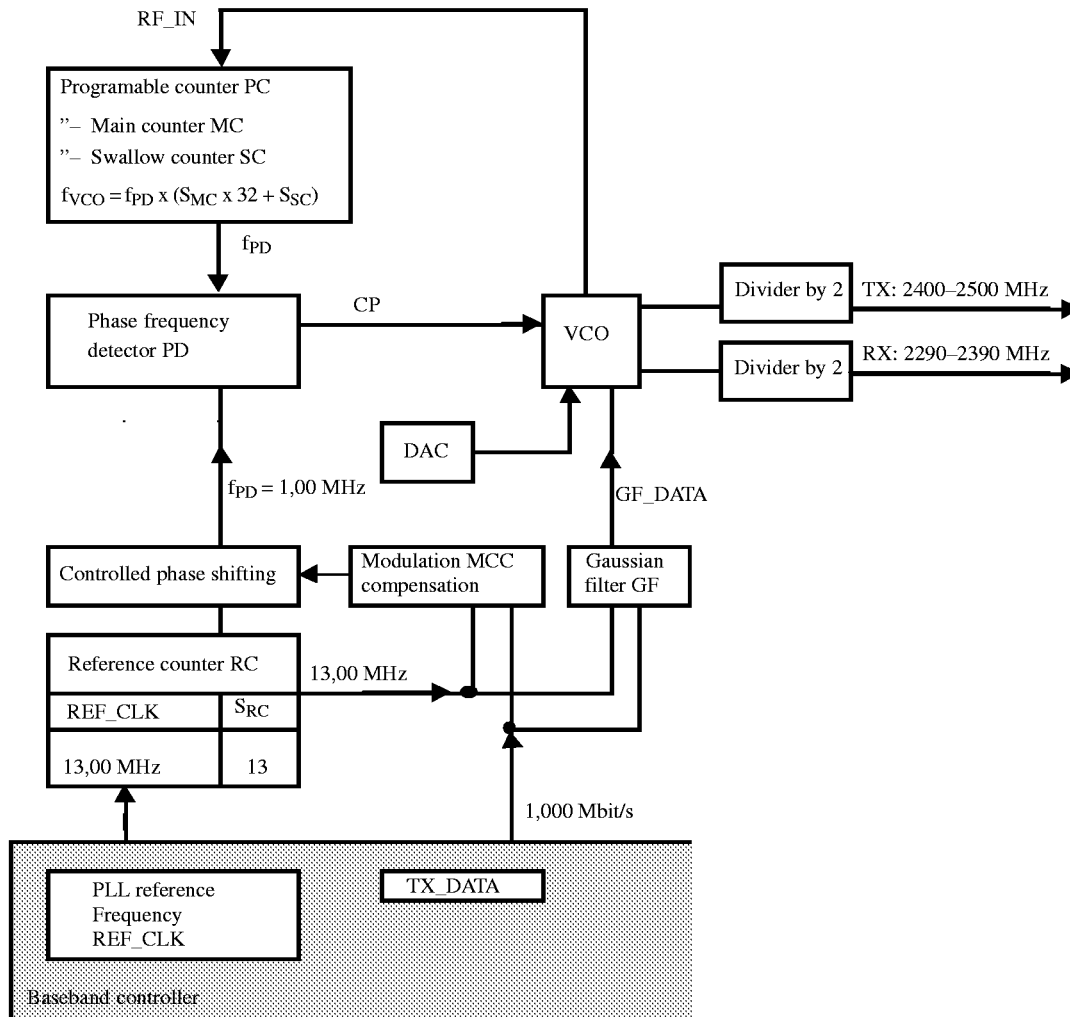 RF_IN
Programable counter PC
”– Main counter MC
”– Swallow counter SC
fVCO = fPD x (SMC x 32 + SSC)
fPD
Phase frequency
detector PD
CP
VCO
Divider by 2
TX: 2400–2500 MHz
Divider by 2
RX: 2290–2390 MHz
DAC
fPD = 1,00 MHz
GF_DATA
Controlled phase shifting
Modulation MCC
compensation
Gaussian
filter GF
Reference counter RC
13,00 MHz
REF_CLK
SRC
13,00 MHz
13
1,000 Mbit/s
PLL reference
Frequency
REF_CLK
TX_DATA
Baseband controller